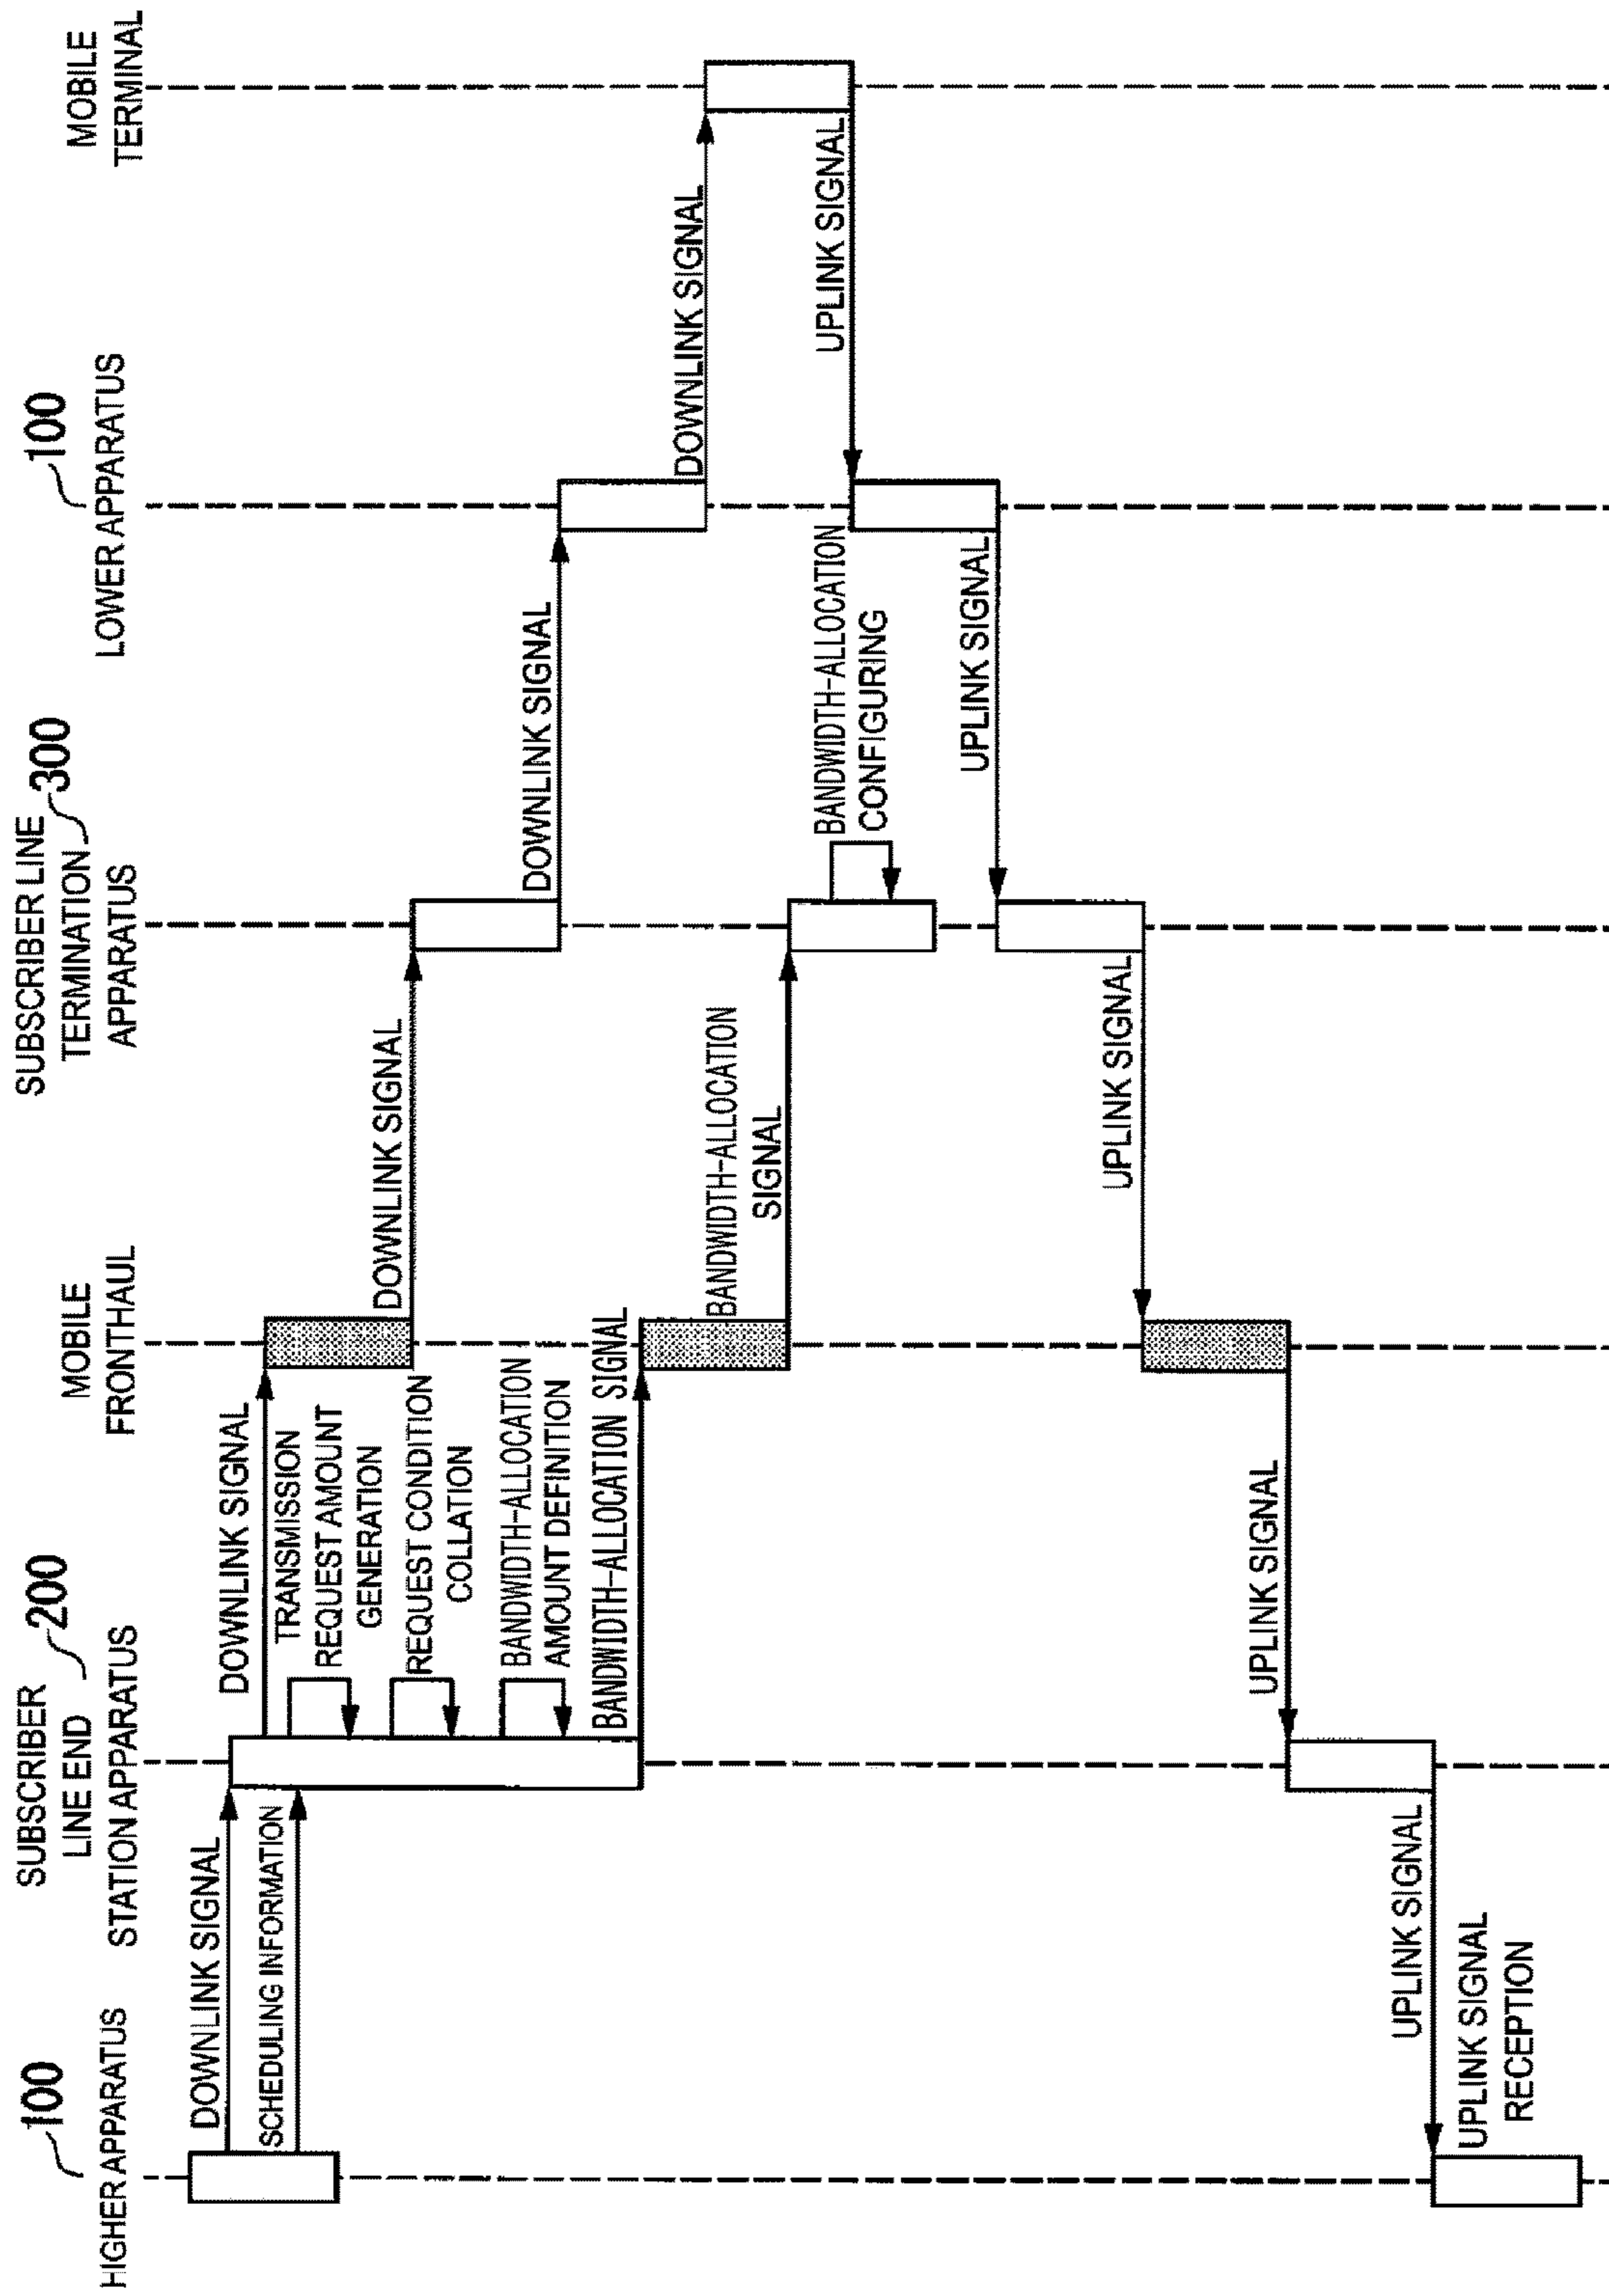 100
HIGHER APPARATUS
SUBSCRIBER
LINE END
STATION APPARATUS
200
MOBILE
FRONTHAUL
SUBSCRIBER LINE
TERMINATION
APPARATUS
300
100
LOWER APPARATUS
MOBILE
TERMINAL
DOWNLINK SIGNAL
SCHEDULING INFORMATION
DOWNLINK SIGNAL
TRANSMISSION
REQUEST AMOUNT
GENERATION
REQUEST CONDITION
COLLATION
BANDWIDTH-ALLOCATION
AMOUNT DEFINITION
BANDWIDTH-ALLOCATION SIGNAL
DOWNLINK SIGNAL
DOWNLINK SIGNAL
DOWNLINK SIGNAL
BANDWIDTH-ALLOCATION
SIGNAL
BANDWIDTH-ALLOCATION
CONFIGURING
UPLINK SIGNAL
UPLINK SIGNAL
UPLINK SIGNAL
UPLINK SIGNAL
UPLINK SIGNAL
UPLINK SIGNAL
RECEPTION